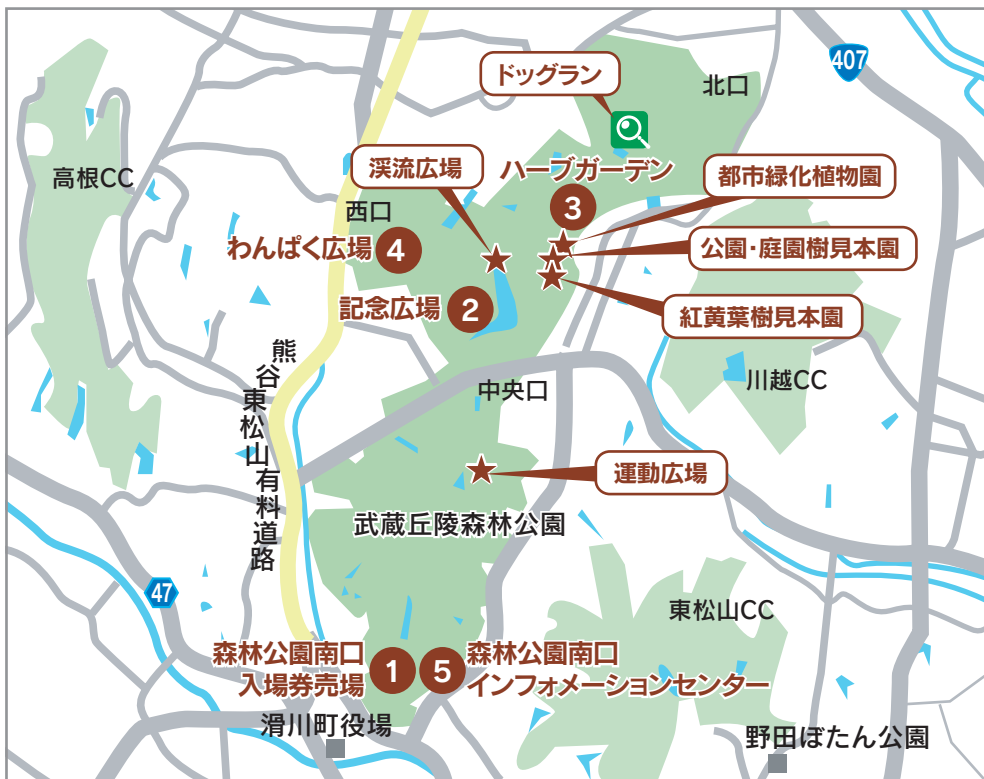 407
ドッグラン
北口
高根CC
渓流広場
ハーブガーデン
3
都市緑化植物園
西口
わんぱく広場
4
公園・庭園樹見本園
記念広場
2
紅黄葉樹見本園
熊谷東松山有料道路
中央口
川越CC
運動広場
武蔵丘陵森林公園
47
東松山CC
森林公園南口
入場券売場
1
5
森林公園南口
インフォメーションセンター
滑川町役場
野田ぼたん公園